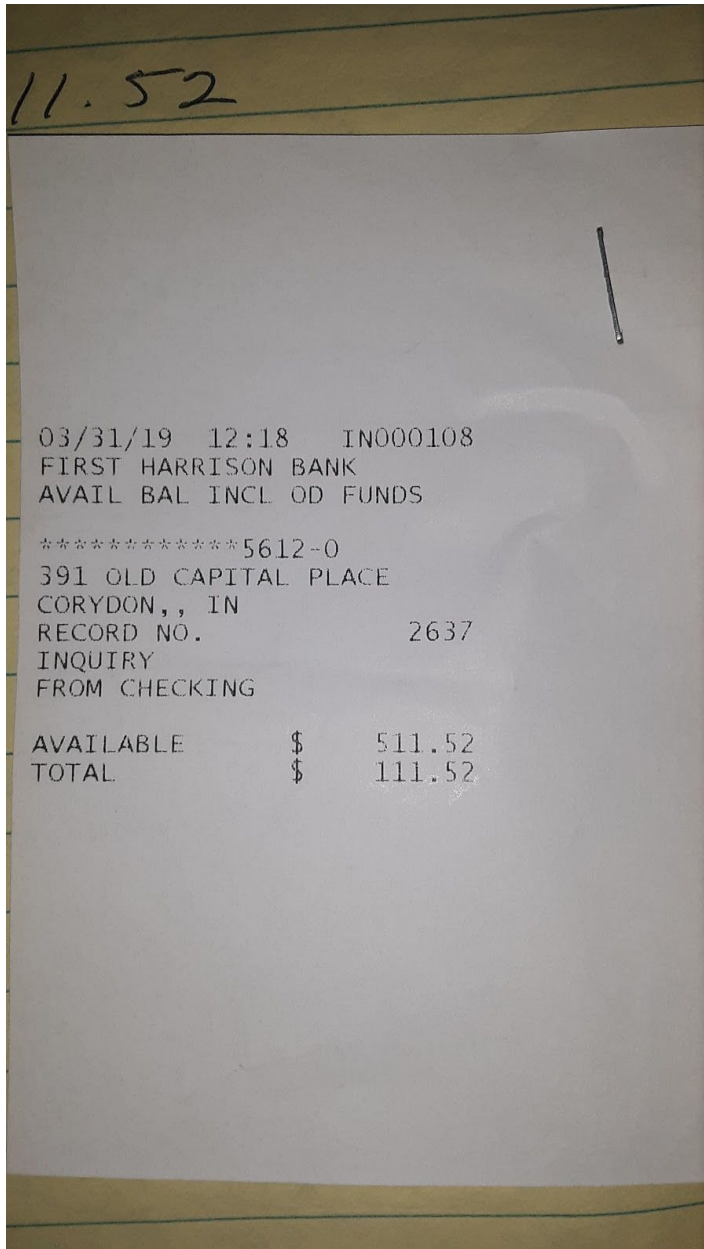 11.52
03/31/19 12:18 IN000108
FIRST HARRISON BANK
AVAIL BAL INCL OD FUNDS
************5612-0
391 OLD CAPITAL PLACE
CORYDON,, IN
RECORD NO. 2637
INQUIRY
FROM CHECKING
AVAILABLE $ 511.52
TOTAL $ 111.52